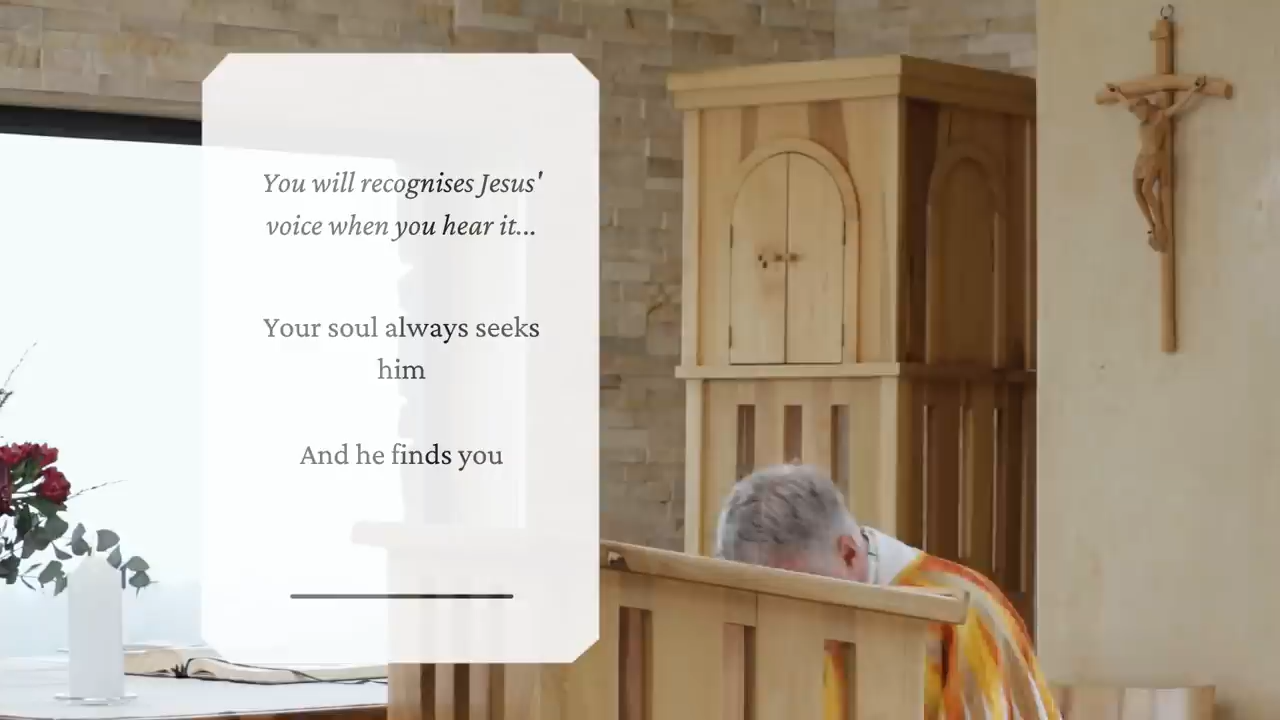 You will recognises Jesus'
voice when you hear it...
Your soul always seeks
him
And he finds you